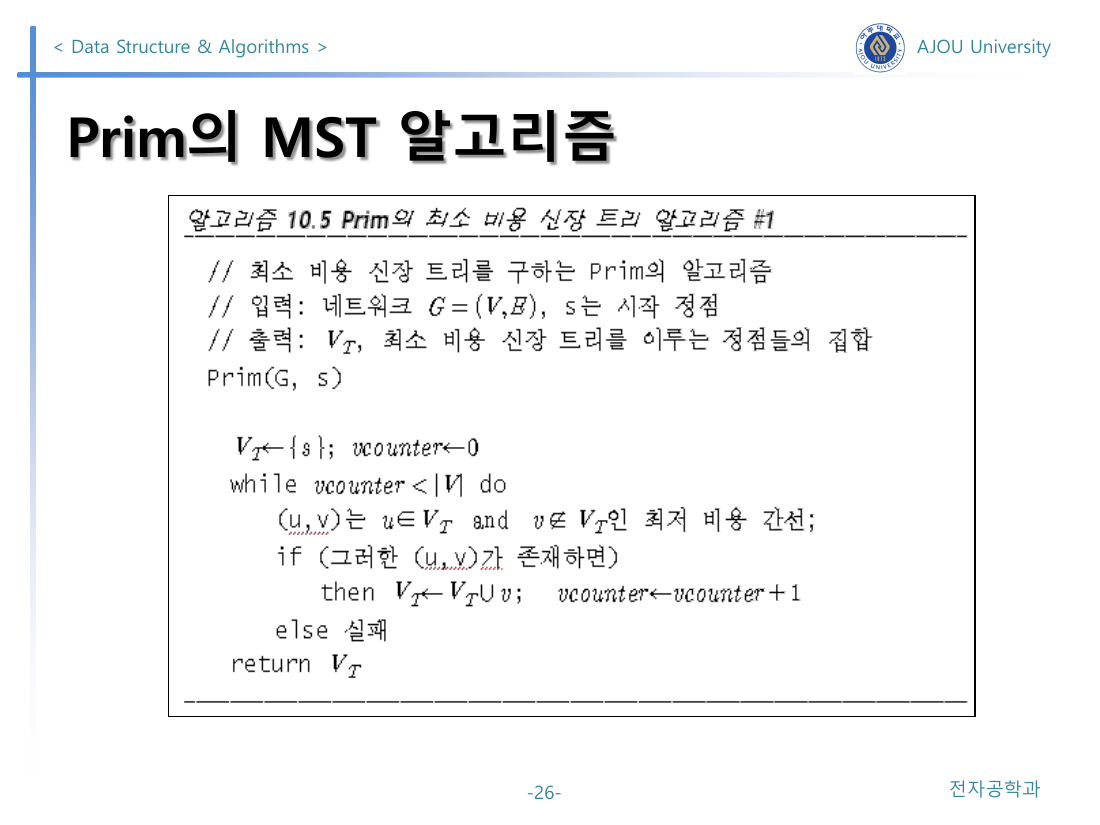 < Data Structure & Algorithms >
AJOU University
Prim의 MST 알고리즘
알고리즘 10.5 Prim의 최소 비용 신장 트리 알고리즘 #1
// 최소 비용 신장 트리를 구하는 Prim의 알고리즘
// 입력: 네트워크 G=(V,E), s는 시작 정점
// 출력: V_T, 최소 비용 신장 트리를 이루는 정점들의 집합
Prim(G, s)
V_T←{s}; vcounter←0
while vcounter<|V| do
(u,v)는 u∈V_T and v∉V_T인 최저 비용 간선;
if (그러한 (u,v)가 존재하면)
then V_T←V_T∪v; vcounter←vcounter+1
else 실패
return V_T
-26-
전자공학과